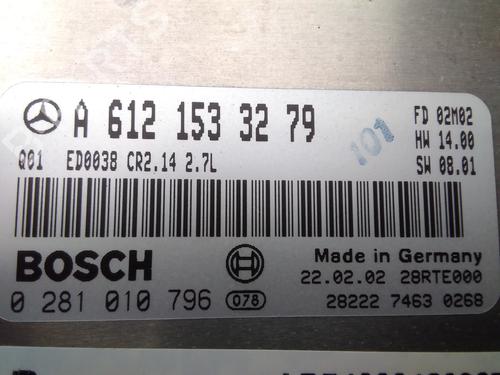 A 612 153 32 79
101
FD 02M02
HW 14.00
SW 08.01
Q01 ED0038 CR2.14 2.7L
BOSCH
Made in Germany
22.02.02 28RTE000
0 281 010 796 078
28222 7463 0268